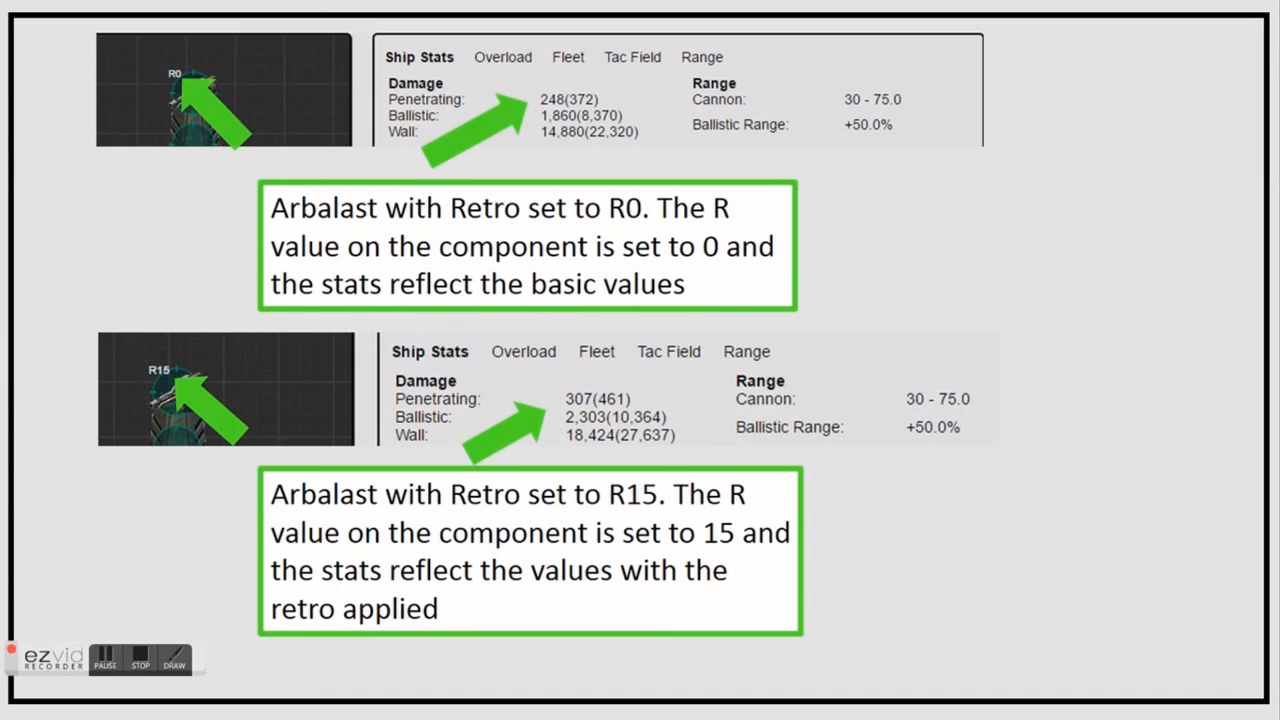 R0
Ship Stats Overload Fleet Tac Field Range
Damage Range
Penetrating: 248(372) Cannon: 30 - 75.0
Ballistic: 1,860(8,370) Ballistic Range: +50.0%
Wall: 14,880(22,320)
Arbalast with Retro set to R0. The R
value on the component is set to 0 and
the stats reflect the basic values
R15
Ship Stats Overload Fleet Tac Field Range
Damage Range
Penetrating: 307(461) Cannon: 30 - 75.0
Ballistic: 2,303(10,364) Ballistic Range: +50.0%
Wall: 18,424(27,637)
Arbalast with Retro set to R15. The R
value on the component is set to 15 and
the stats reflect the values with the
retro applied
ezvid
RECORDER
PAUSE STOP DRAW